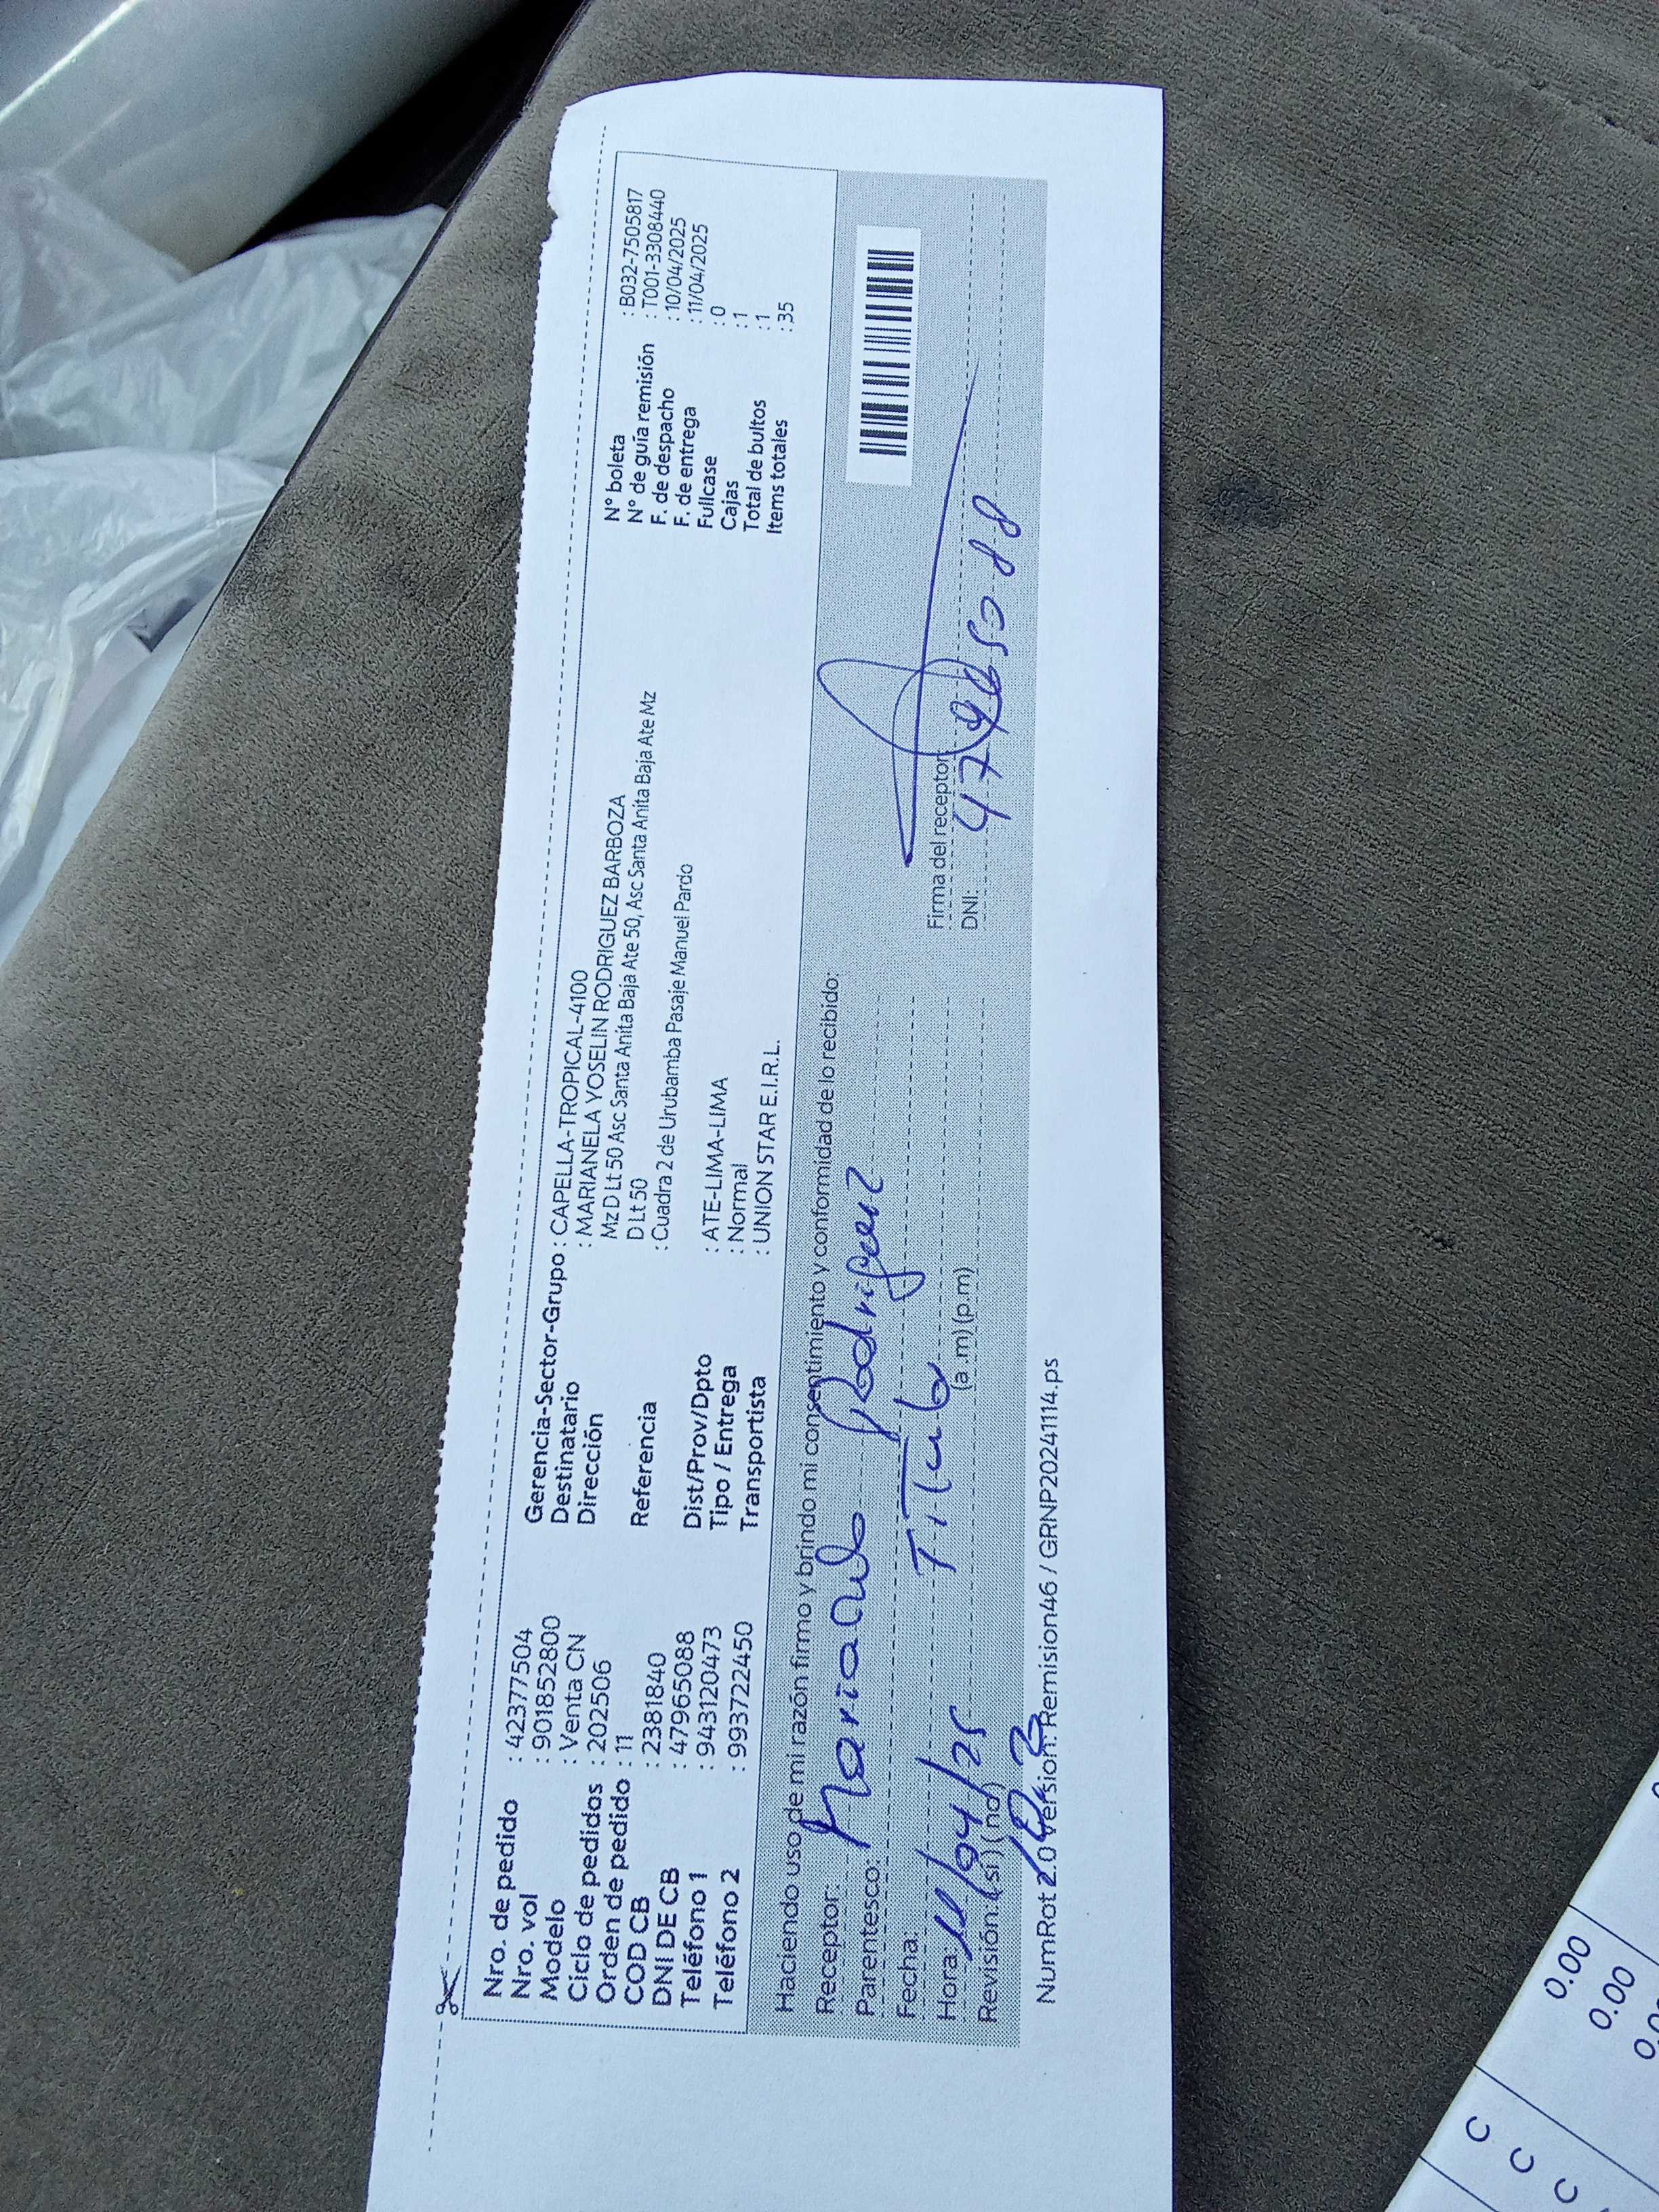 Nro. de pedido : 42377504
Nro. vol : 901852800
Modelo : Venta CN
Ciclo de pedidos : 202506
Orden de pedido : 11
COD CB : 2381840
DNI DE CB : 47965088
Teléfono 1 : 943120473
Teléfono 2 : 993722450
Gerencia-Sector-Grupo : CAPELLA-TROPICAL-4100
Destinatario : MARIANELA YOSELIN RODRIGUEZ BARBOZA
Dirección Mz D Lt 50 Asc Santa Anita Baja Ate 50, Asc Santa Anita Baja Ate Mz
D Lt 50
Referencia : Cuadra 2 de Urubamba Pasaje Manuel Pardo
Dist/Prov/Dpto : ATE-LIMA-LIMA
Tipo / Entrega : Normal
Transportista : UNION STAR E.I.R.L.
N° boleta : B032-7505817
N° de guía remisión : T001-3308440
F. de despacho : 10/04/2025
F. de entrega : 11/04/2025
Fullcase : 0
Cajas : 1
Total de bultos : 1
Items totales : 35
Haciendo uso de mi razón firmo y brindo mi consentimiento y conformidad de lo recibido:
Receptor: Rodriguez
Parentesco: Titula
Fecha: 11/04/25
Hora: (a.m) (p.m)
Revisión: (si) (no)
Firma del receptor:
DNI: 47965088
NumRot 2.0 Version: Remision46 / GRNP20241114.ps
C 0.00
C 0.00
C